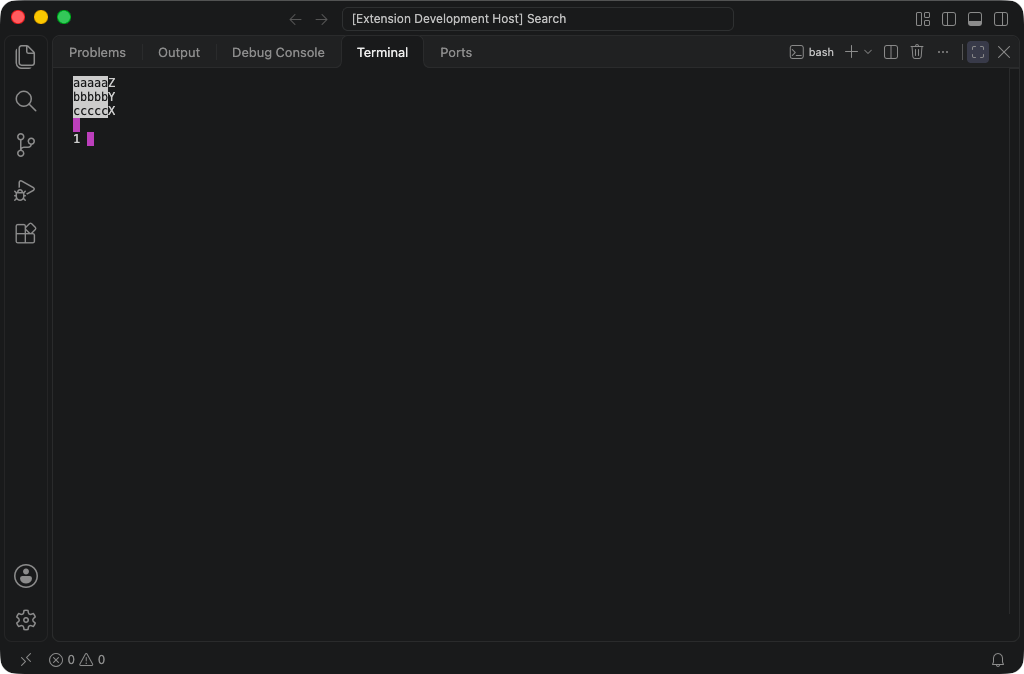 [Extension Development Host] Search
Problems Output Debug Console Terminal Ports bash
aaaaaZ
bbbbbY
cccccX
1
0 0